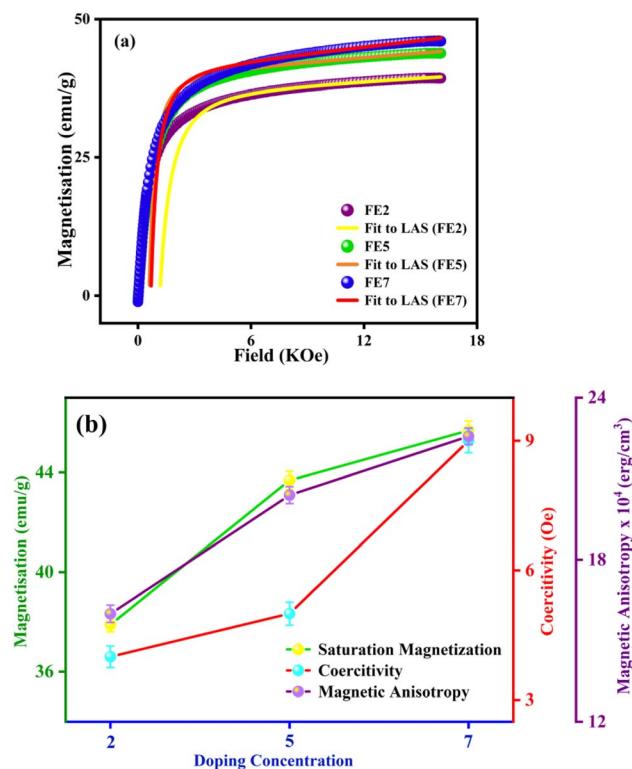 (a)
50
25
0
Magnetisation (emu/g)
FE2
Fit to LAS (FE2)
FE5
Fit to LAS (FE5)
FE7
Fit to LAS (FE7)
0 6 12 18
Field (KOe)
(b)
44
40
36
Magnetisation (emu/g)
9
6
3
Coercitivity (Oe)
24
18
12
Magnetic Anisotropy x 10⁴ (erg/cm³)
Saturation Magnetization
Coercitivity
Magnetic Anisotropy
2 5 7
Doping Concentration